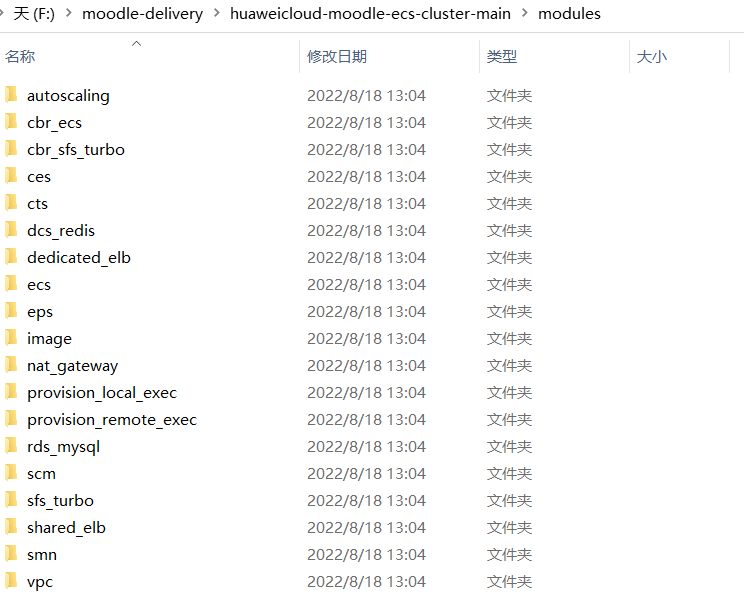 天 (F:) > moodle-delivery > huaweicloud-moodle-ecs-cluster-main > modules
名称 修改日期 类型 大小
autoscaling 2022/8/18 13:04 文件夹
cbr_ecs 2022/8/18 13:04 文件夹
cbr_sfs_turbo 2022/8/18 13:04 文件夹
ces 2022/8/18 13:04 文件夹
cts 2022/8/18 13:04 文件夹
dcs_redis 2022/8/18 13:04 文件夹
dedicated_elb 2022/8/18 13:04 文件夹
ecs 2022/8/18 13:04 文件夹
eps 2022/8/18 13:04 文件夹
image 2022/8/18 13:04 文件夹
nat_gateway 2022/8/18 13:04 文件夹
provision_local_exec 2022/8/18 13:04 文件夹
provision_remote_exec 2022/8/18 13:04 文件夹
rds_mysql 2022/8/18 13:04 文件夹
scm 2022/8/18 13:04 文件夹
sfs_turbo 2022/8/18 13:04 文件夹
shared_elb 2022/8/18 13:04 文件夹
smn 2022/8/18 13:04 文件夹
vpc 2022/8/18 13:04 文件夹